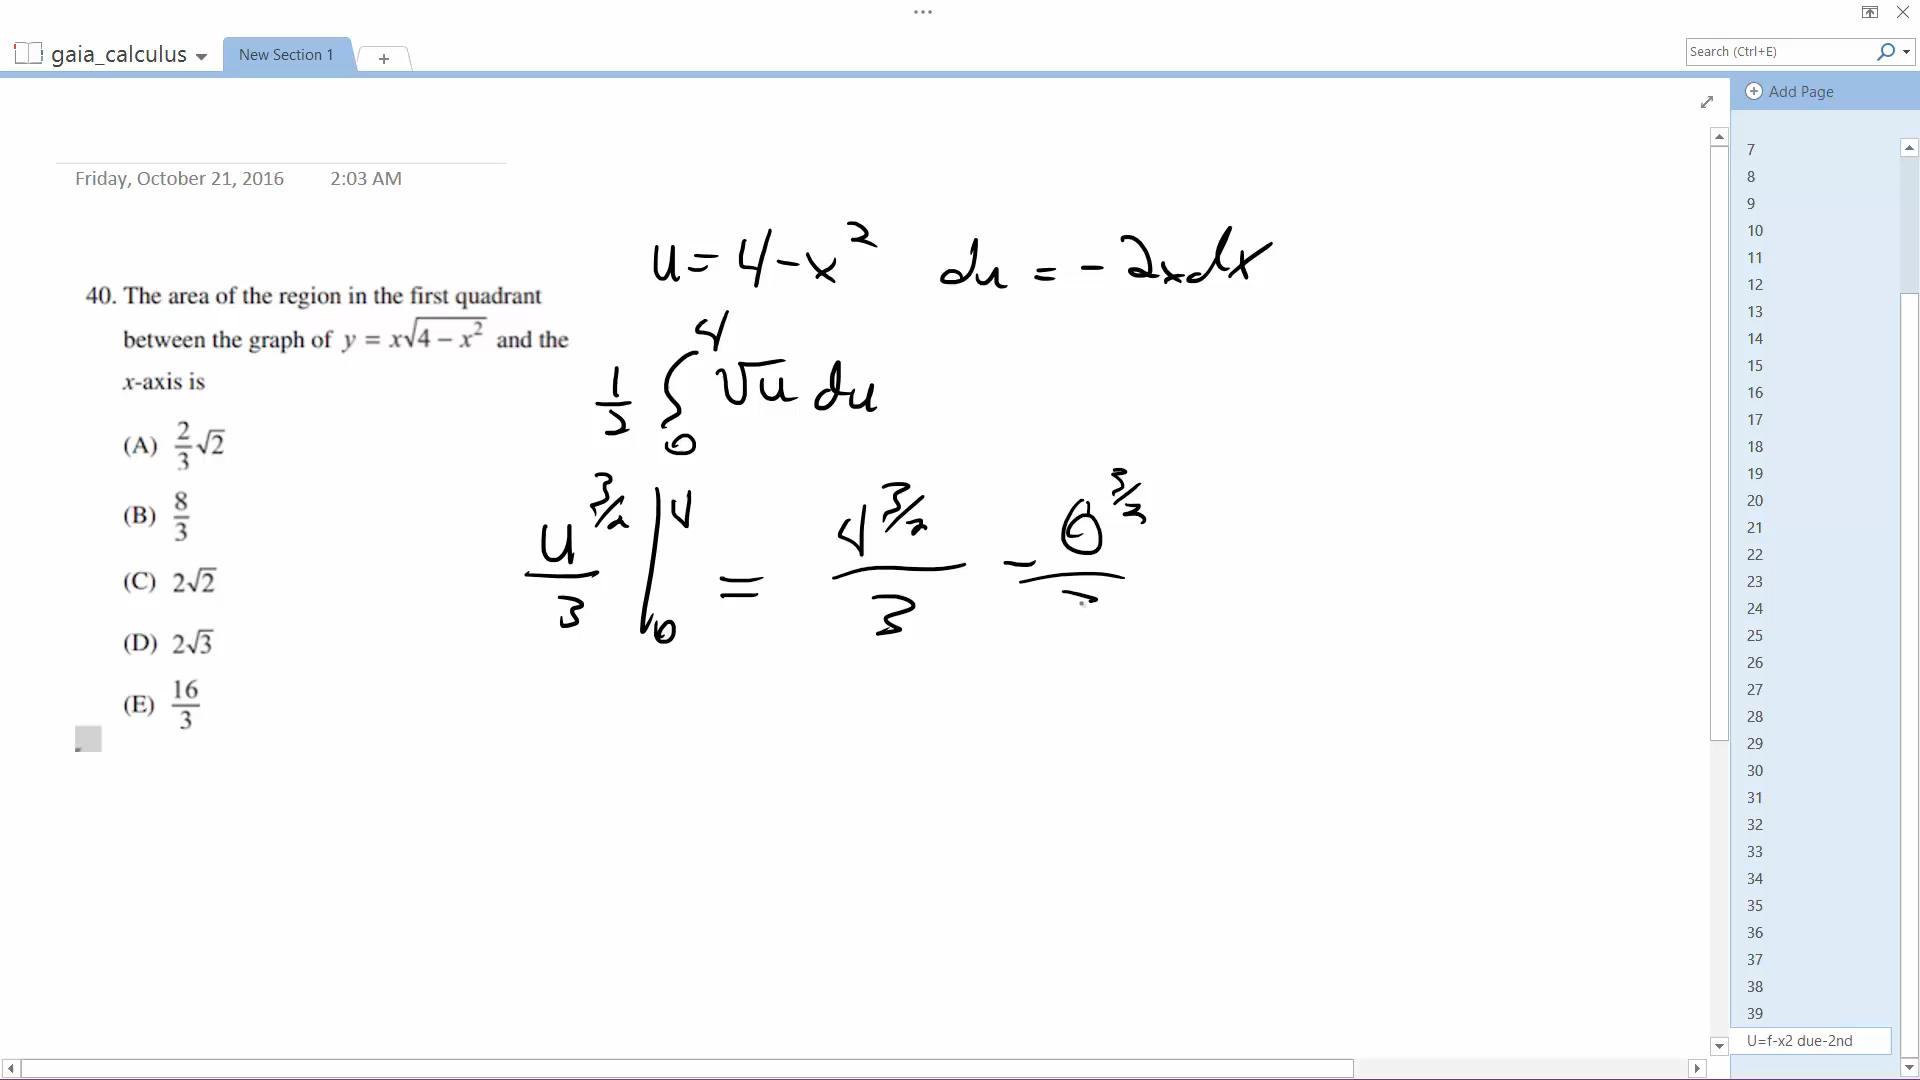 ...
gaia_calculus
New Section 1
+
Search (Ctrl+E)
Add Page
Friday, October 21, 2016 2:03 AM
40. The area of the region in the first quadrant
between the graph of y = x√(4 − x²) and the
x-axis is
(A) 2/3 √2
(B) 8/3
(C) 2√2
(D) 2√3
(E) 16/3
u = 4 - x² du = - 2xdx
1/2 ∫₀⁴ √u du
u^(3/2)/3 |₀⁴ = 4^(3/2)/3 - 0^(3/2)/
7
8
9
10
11
12
13
14
15
16
17
18
19
20
21
22
23
24
25
26
27
28
29
30
31
32
33
34
35
36
37
38
39
U=f-x2 due-2nd